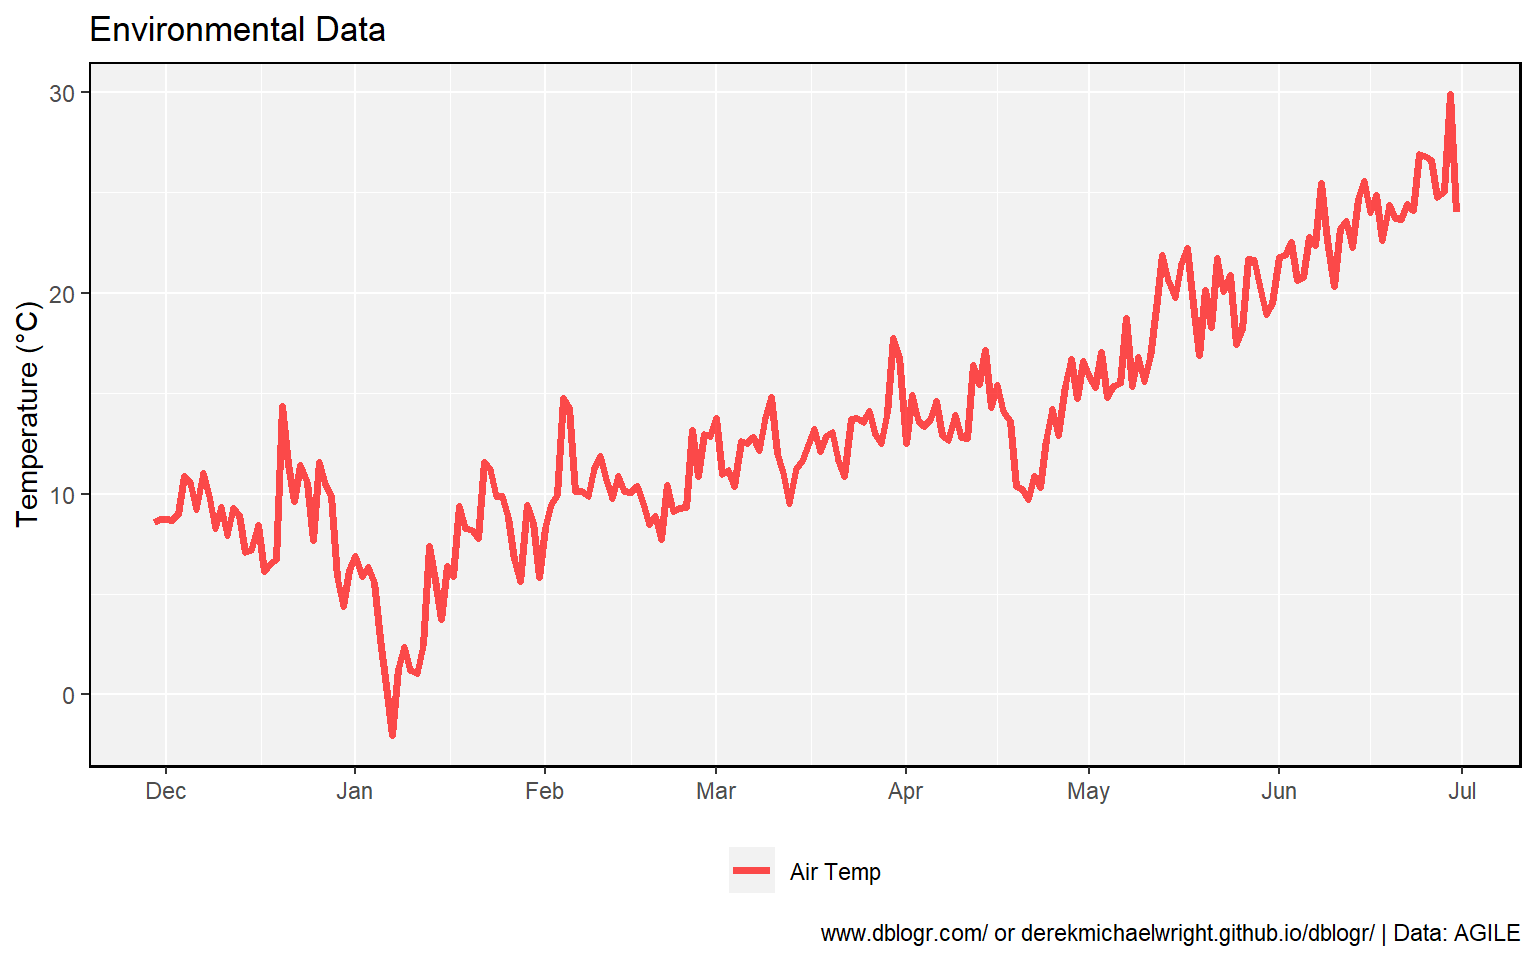 Environmental Data
Temperature (°C)
30
20
10
0
Dec Jan Feb Mar Apr May Jun Jul
Air Temp
www.dblogr.com/ or derekmichaelwright.github.io/dblogr/ | Data: AGILE